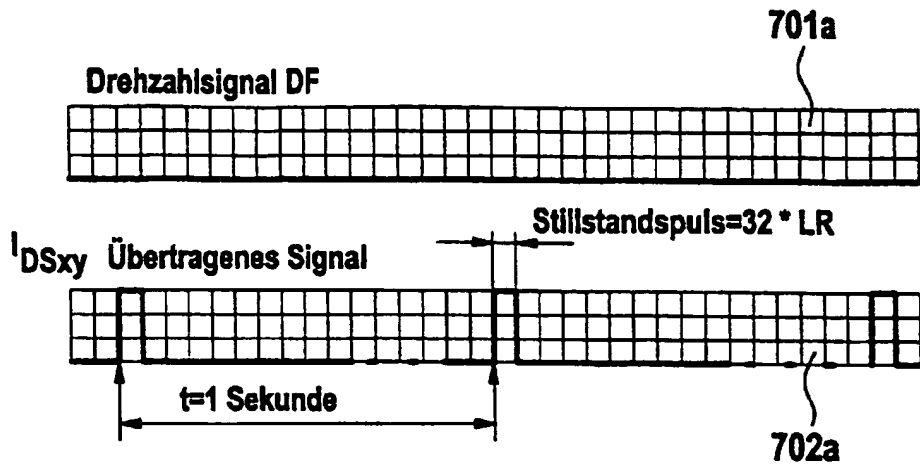 701a
Drehzahlsignal DF
Stillstandspuls=32 * LR
IDSxy Übertragenes Signal
t=1 Sekunde
702a